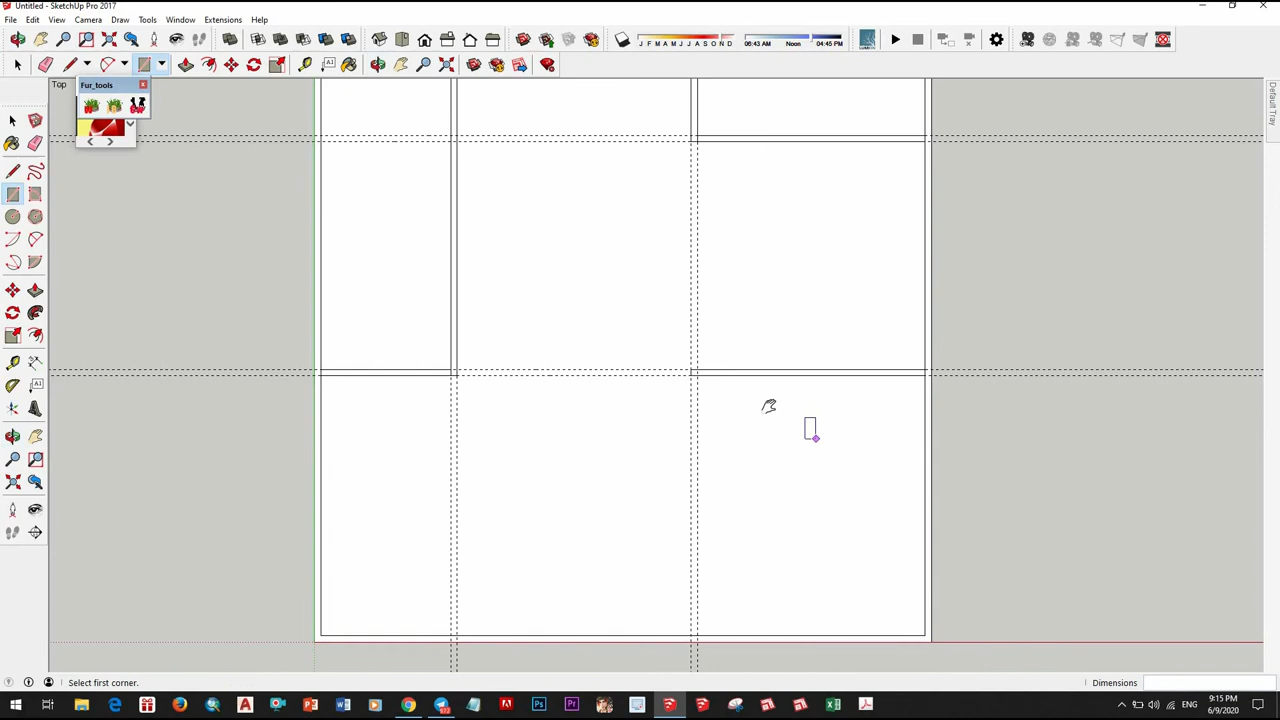 Untitled - SketchUp Pro 2017
File Edit View Camera Draw Tools Window Extensions Help
J F M A M J J A S O N D
06:43 AM Noon 04:45 PM
Top
Fur_tools
Default Tray
Select first corner.
Dimensions
ENG 9:15 PM
6/9/2020